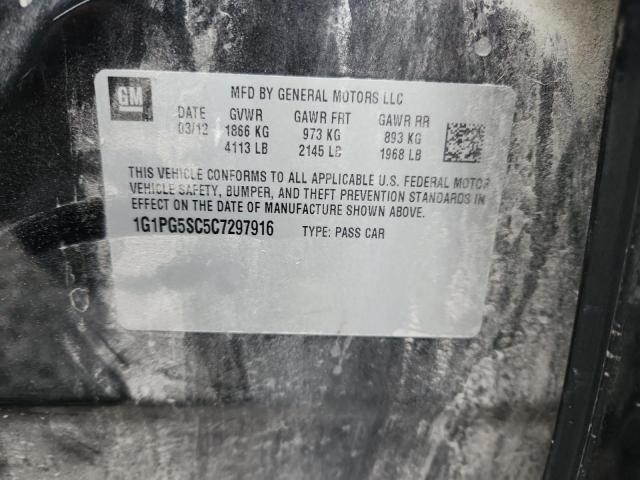 GM
MFD BY GENERAL MOTORS LLC
DATE GVWR GAWR FRT GAWR RR
03/12 1866 KG 973 KG 893 KG
4113 LB 2145 LB 1968 LB
THIS VEHICLE CONFORMS TO ALL APPLICABLE U.S. FEDERAL MOTOR
VEHICLE SAFETY, BUMPER, AND THEFT PREVENTION STANDARDS IN
EFFECT ON THE DATE OF MANUFACTURE SHOWN ABOVE.
1G1PG5SC5C7297916 TYPE: PASS CAR